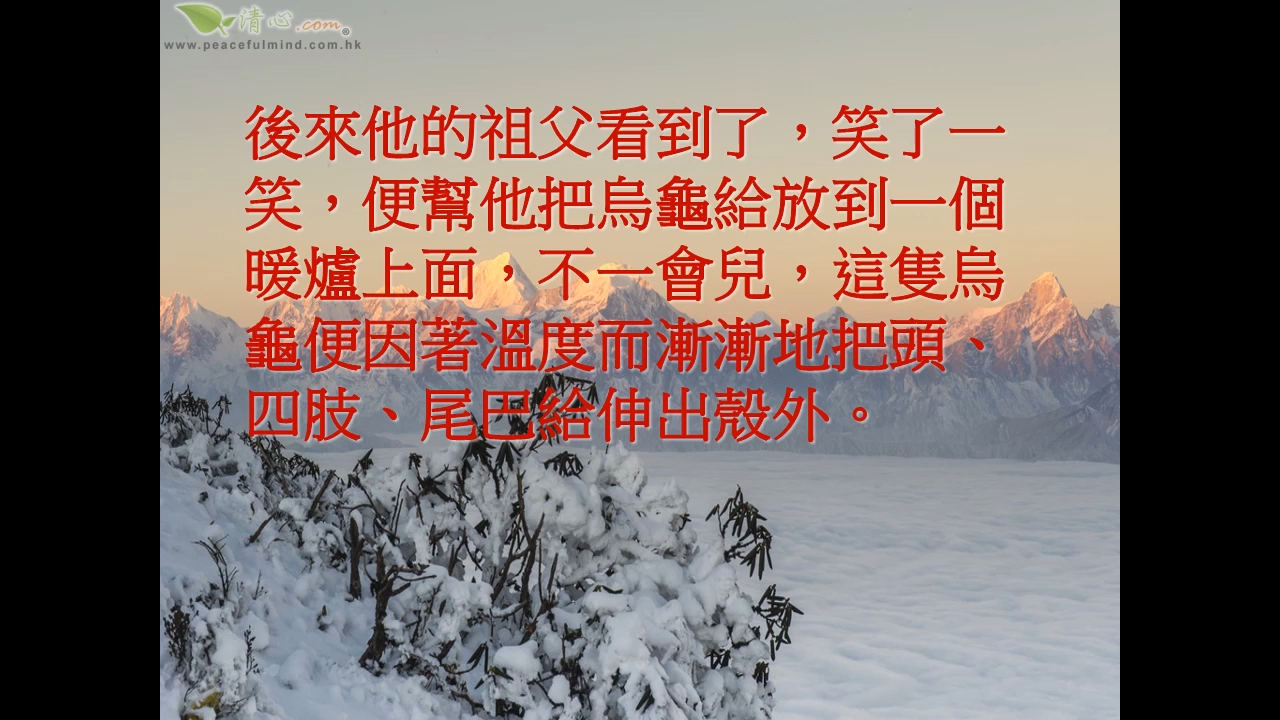 清心.com®
www.peacefulmind.com.hk
後來他的祖父看到了，笑了一
笑，便幫他把烏龜給放到一個
暖爐上面，不一會兒，這隻烏
龜便因著溫度而漸漸地把頭、
四肢、尾巴給伸出殼外。